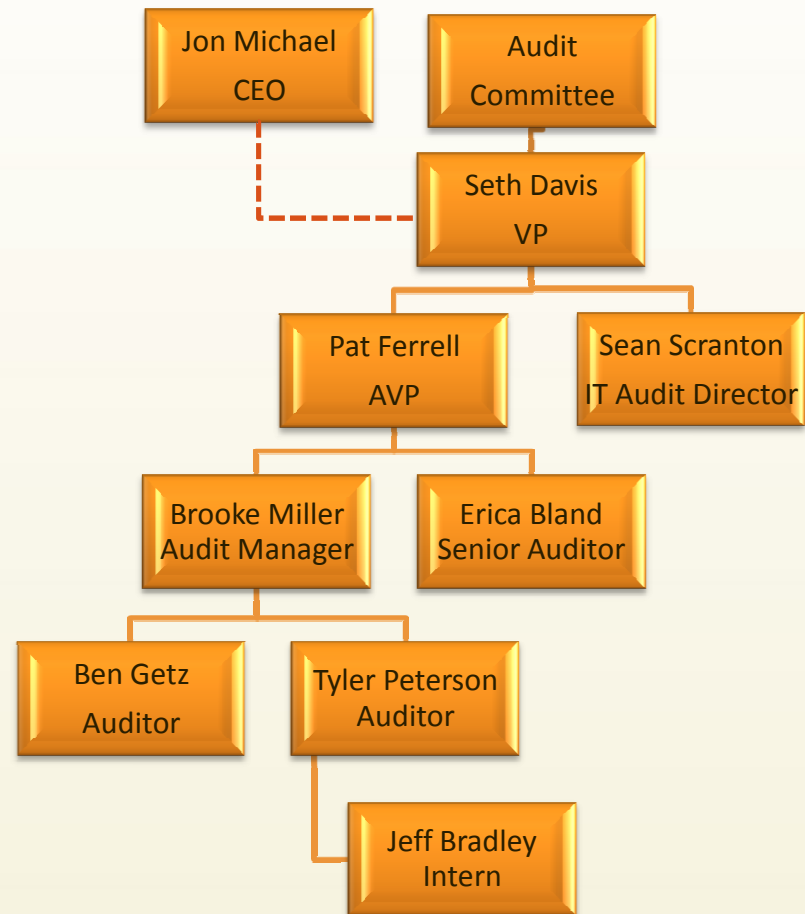 Jon Michael
CEO
Audit
Committee
Seth Davis
VP
Pat Ferrell
AVP
Sean Scranton
IT Audit Director
Brooke Miller
Audit Manager
Erica Bland
Senior Auditor
Ben Getz
Auditor
Tyler Peterson
Auditor
Jeff Bradley
Intern